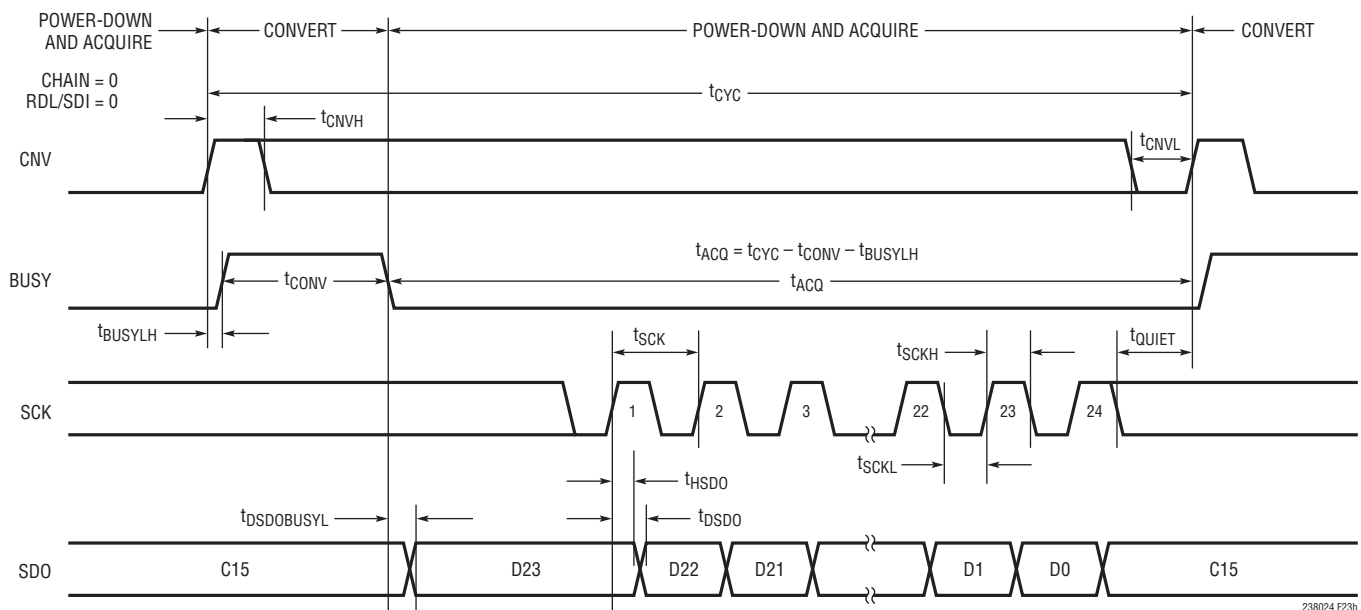 POWER-DOWN
AND ACQUIRE
CONVERT
POWER-DOWN AND ACQUIRE
CONVERT
CHAIN = 0
RDL/SDI = 0
tCYC
tCNVH
tCNVL
CNV
tACQ = tCYC – tCONV – tBUSYLH
BUSY
tCONV
tACQ
tBUSYLH
tSCK
tSCKH
tQUIET
SCK
1
2
3
22
23
24
tSCKL
tHSDO
tDSDOBUSYL
tDSDO
SDO
C15
D23
D22
D21
D1
D0
C15
238024 F23b